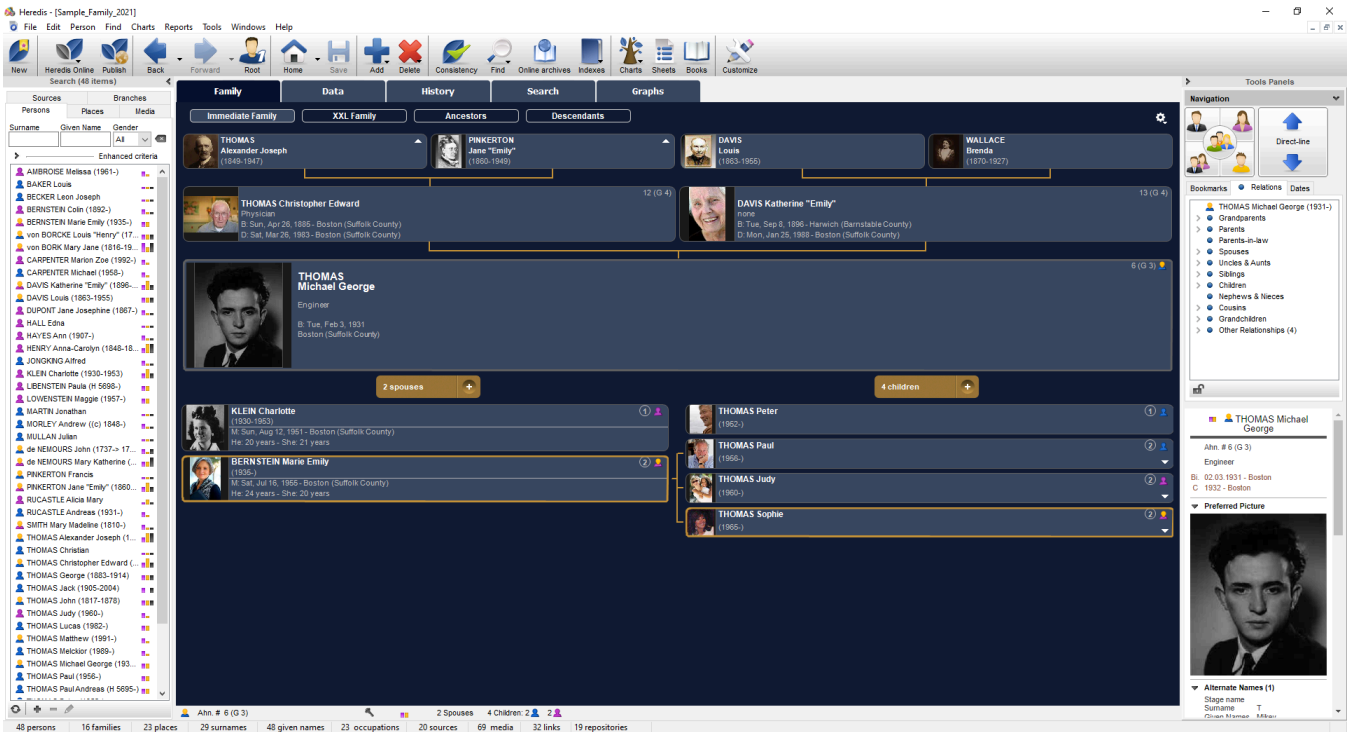 Heredis - [Sample_Family_2021]
File Edit Person Find Charts Reports Tools Windows Help
New Heredis Online Publish Back Forward Root Home Save Add Delete Consistency Find Online archives Indexes Charts Sheets Books Customize
Search (48 items)
Sources Branches
Persons Places Media
Surname Given Name Gender
All
Enhanced criteria
AMBROISE Melissa (1961-)
BAKER Louis
BECKER Leon Joseph
BERNSTEIN Colin (1892-)
BERNSTEIN Marie Emily (1935-)
von BORCKE Louis "Henry" (17...
von BORK Mary Jane (1816-19...
CARPENTER Marion Zoe (1992-)
CARPENTER Michael (1958-)
DAVIS Katherine "Emily" (1896-...
DAVIS Louis (1863-1955)
DUPONT Jane Josephine (1867-)
HALL Edna
HAYES Ann (1907-)
HENRY Anna-Carolyn (1848-18...
JONGKING Alfred
KLEIN Charlotte (1930-1953)
LIBENSTEIN Paula (H 5698-)
LOWENSTEIN Maggie (1957-)
MARTIN Jonathan
MORLEY Andrew ((c) 1848-)
MULLAN Julian
de NEMOURS John (1737-> 17...
de NEMOURS Mary Katherine (...
PINKERTON Francis
PINKERTON Jane "Emily" (1860...
RUCASTLE Alicia Mary
RUCASTLE Andreas (1931-)
SMITH Mary Madeline (1810-)
THOMAS Alexander Joseph (1...
THOMAS Christian
THOMAS Christopher Edward (...
THOMAS George (1883-1914)
THOMAS Jack (1905-2004)
THOMAS John (1817-1878)
THOMAS Judy (1960-)
THOMAS Lucas (1982-)
THOMAS Matthew (1991-)
THOMAS Melckior (1989-)
THOMAS Michael George (193...
THOMAS Paul (1956-)
THOMAS Paul Andreas (H 5695-)
Family Data History Search Graphs
Immediate Family XXL Family Ancestors Descendants
THOMAS
Alexander Joseph
(1849-1947)
PINKERTON
Jane "Emily"
(1860-1949)
DAVIS
Louis
(1863-1955)
WALLACE
Brenda
(1870-1927)
12 (G 4)
THOMAS Christopher Edward
Physician
B: Sun, Apr 26, 1885 - Boston (Suffolk County)
D: Sat, Mar 26, 1983 - Boston (Suffolk County)
13 (G 4)
DAVIS Katherine "Emily"
none
B: Tue, Sep 8, 1896 - Harwich (Barnstable County)
D: Mon, Jan 25, 1988 - Boston (Suffolk County)
6 (G 3)
THOMAS
Michael George
Engineer
B: Tue, Feb 3, 1931
Boston (Suffolk County)
2 spouses
4 children
KLEIN Charlotte 1
(1930-1953)
M: Sun, Aug 12, 1951 - Boston (Suffolk County)
He: 20 years - She: 21 years
BERNSTEIN Marie Emily 2
(1935-)
M: Sat, Jul 16, 1955 - Boston (Suffolk County)
He: 24 years - She: 20 years
THOMAS Peter 1
(1952-)
THOMAS Paul 2
(1956-)
THOMAS Judy 2
(1960-)
THOMAS Sophie 2
(1965-)
Ahn. # 6 (G 3) 2 Spouses 4 Children: 2 2
Tools Panels
Navigation
Direct-line
Bookmarks Relations Dates
THOMAS Michael George (1931-)
Grandparents
Parents
Parents-in-law
Spouses
Uncles & Aunts
Siblings
Children
Nephews & Nieces
Cousins
Grandchildren
Other Relationships (4)
THOMAS Michael
George
Ahn. # 6 (G 3)
Engineer
Bi. 02.03.1931 - Boston
C 1932 - Boston
Preferred Picture
Alternate Names (1)
Stage name
Surname T
Given Names Mikey
48 persons 16 families 23 places 29 surnames 48 given names 23 occupations 20 sources 69 media 32 links 19 repositories